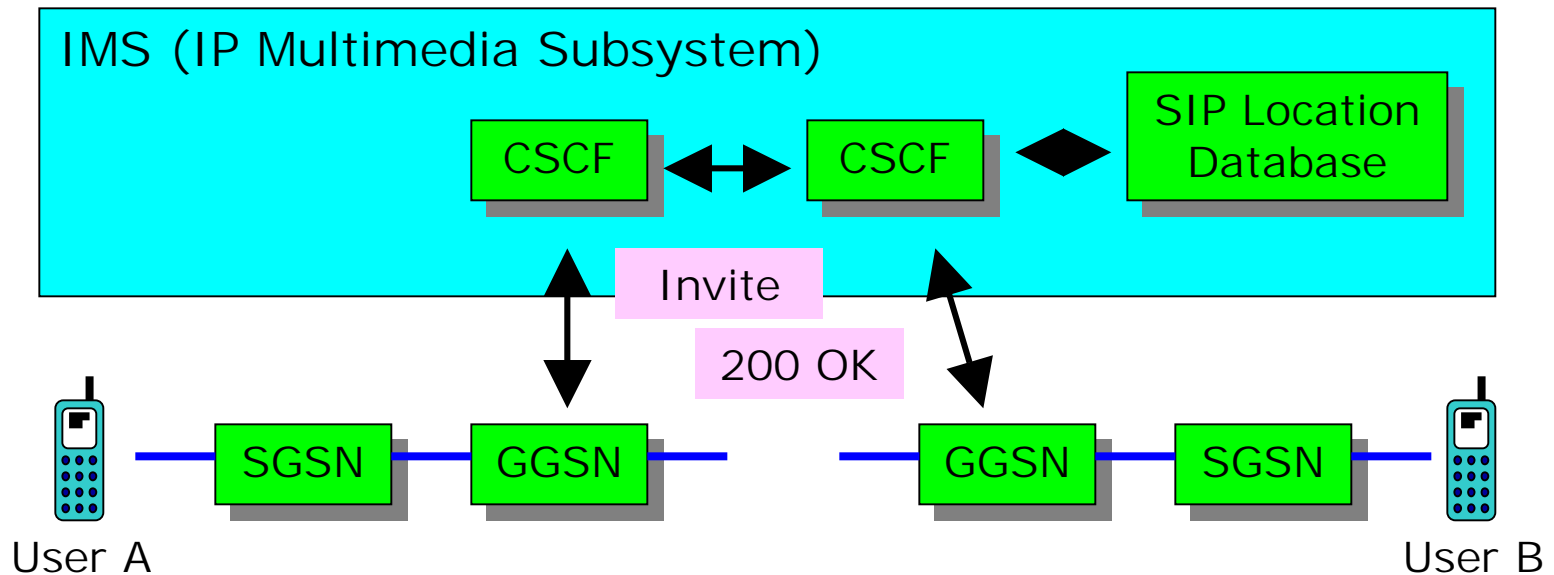 IMS (IP Multimedia Subsystem)
SIP Location
Database
CSCF
CSCF
Invite
200 OK
SGSN
GGSN
GGSN
SGSN
User A
User B